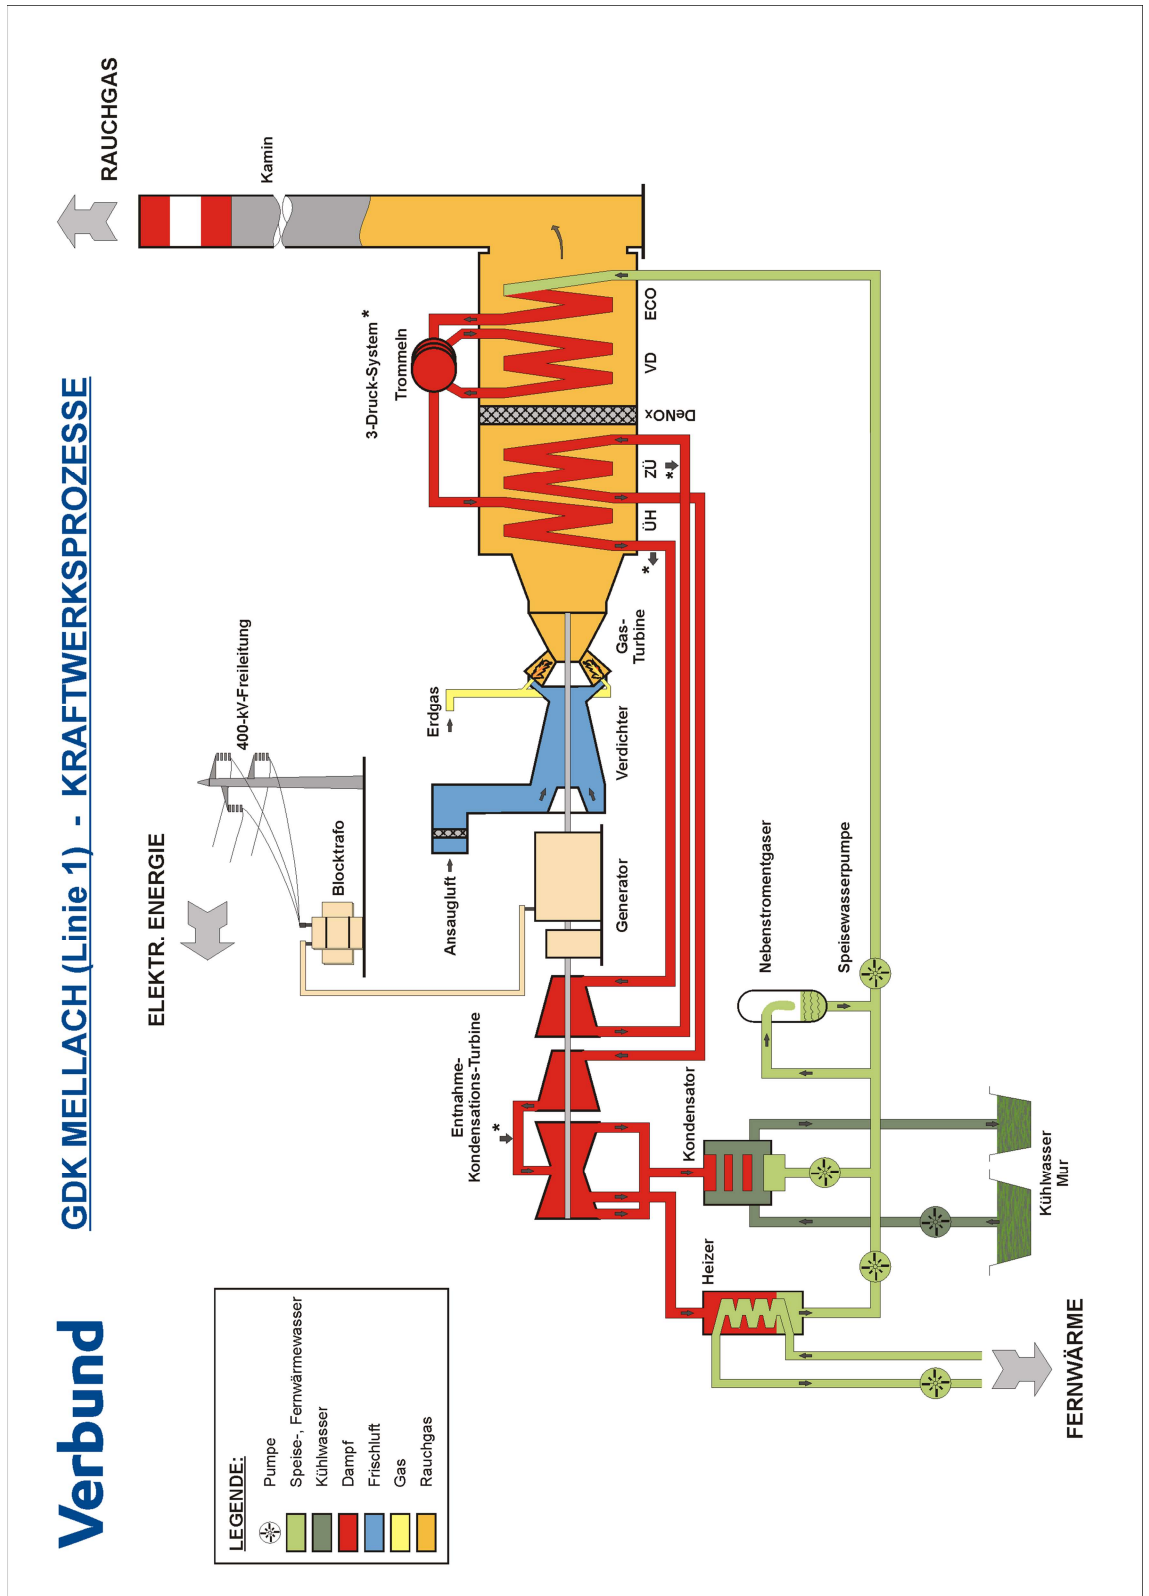 Verbund
GDK MELLACH (Linie 1) - KRAFTWERKSPROZESSE
LEGENDE:
Pumpe
Speise-, Fernwärmewasser
Kühlwasser
Dampf
Frischluft
Gas
Rauchgas
ELEKTR. ENERGIE
400-kV-Freileitung
Blocktrafo
RAUCHGAS
Kamin
3-Druck-System*
Trommeln
Ansaugluft
Erdgas
Entnahme-
Kondensations-Turbine
*
Generator
Verdichter
Gas-
Turbine
*
ÜH
ZÜ
*
DeNOx
VD
ECO
Heizer
Kondensator
Nebenstromentgaser
Speisewasserpumpe
Kühlwasser
Mur
FERNWÄRME